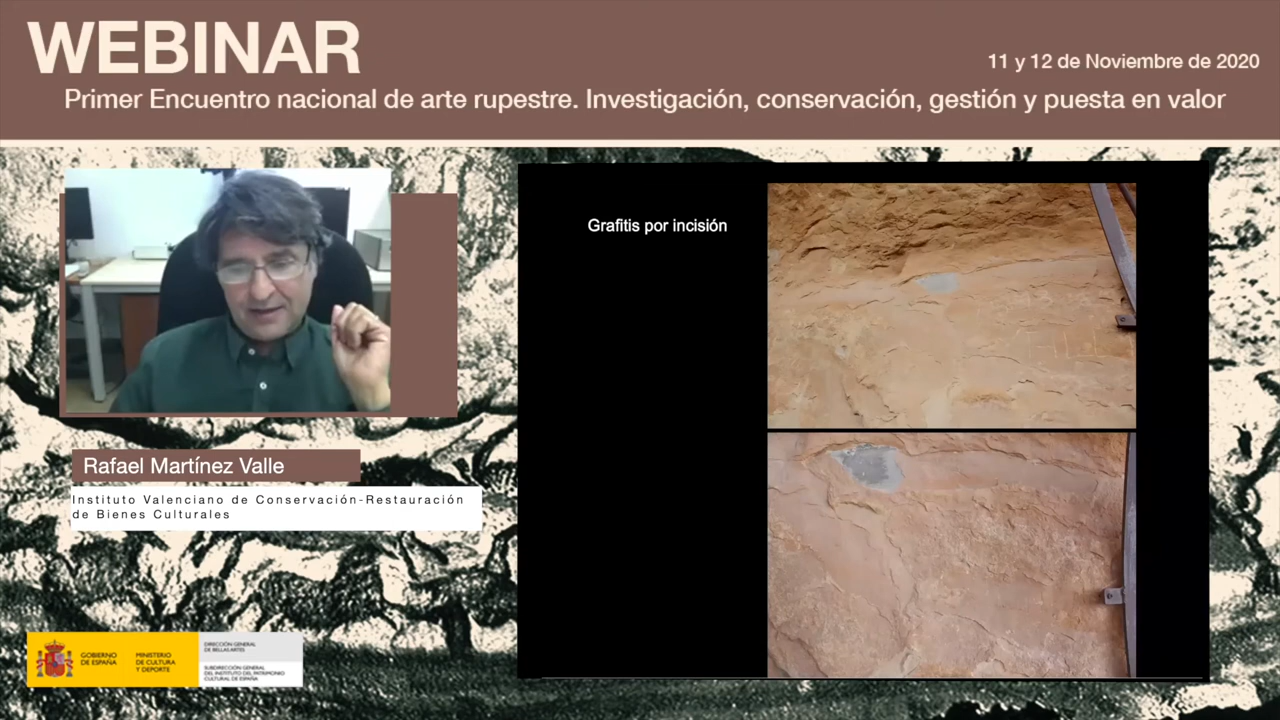 WEBINAR
11 y 12 de Noviembre de 2020
Primer Encuentro nacional de arte rupestre. Investigación, conservación, gestión y puesta en valor
Grafitis por incisión
Rafael Martínez Valle
Instituto Valenciano de Conservación-Restauración
de Bienes Culturales
GOBIERNO
DE ESPAÑA
MINISTERIO
DE CULTURA
Y DEPORTE
DIRECCIÓN GENERAL
DE BELLAS ARTES
SUBDIRECCIÓN GENERAL
DEL INSTITUTO DEL PATRIMONIO
CULTURAL DE ESPAÑA